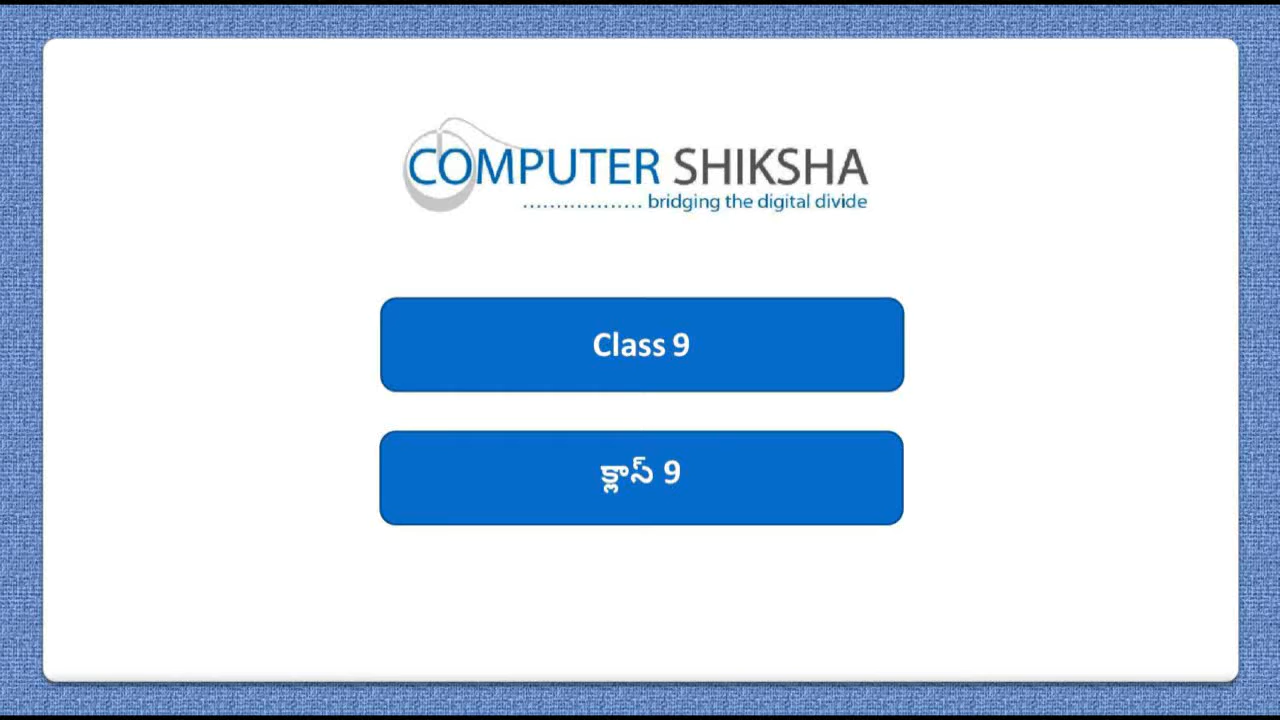 COMPUTER SHIKSHA
.................. bridging the digital divide
Class 9
క్లాస్ 9